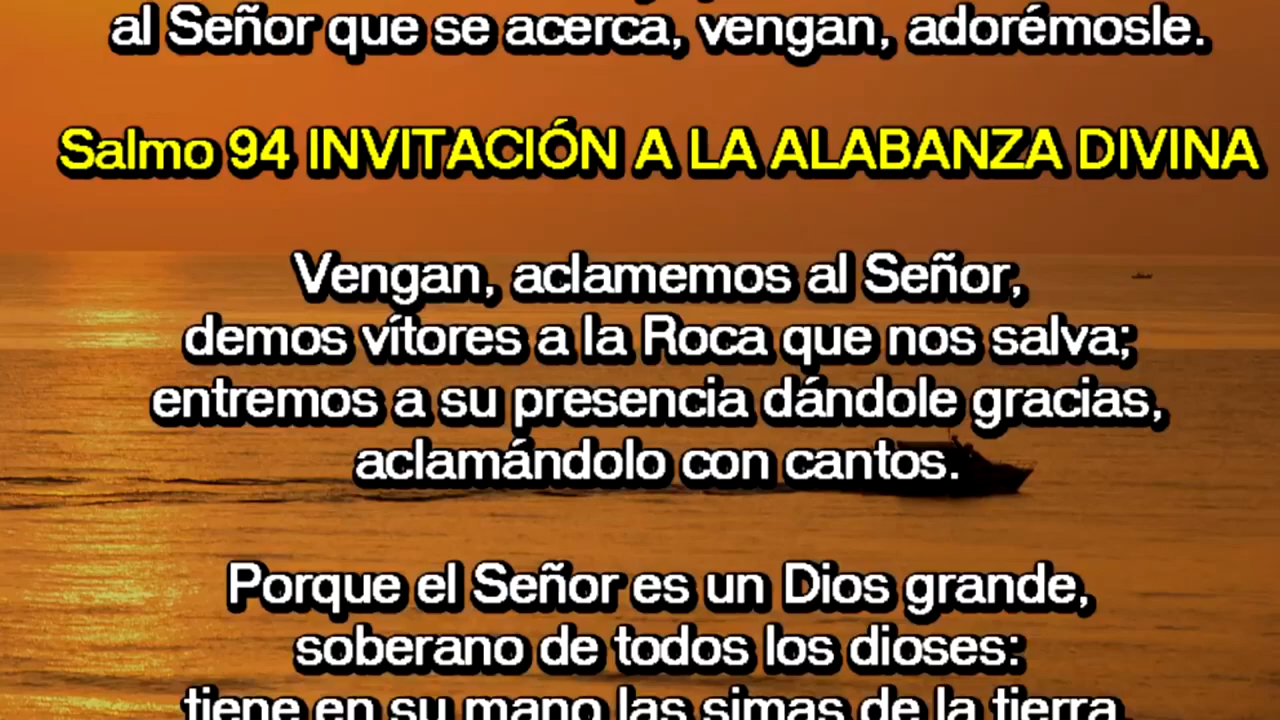 al Señor que se acerca, vengan, adorémosle.
Salmo 94 INVITACIÓN A LA ALABANZA DIVINA
Vengan, aclamemos al Señor,
demos vítores a la Roca que nos salva;
entremos a su presencia dándole gracias,
aclamándolo con cantos.
Porque el Señor es un Dios grande,
soberano de todos los dioses:
tiene en su mano las simas de la tierra